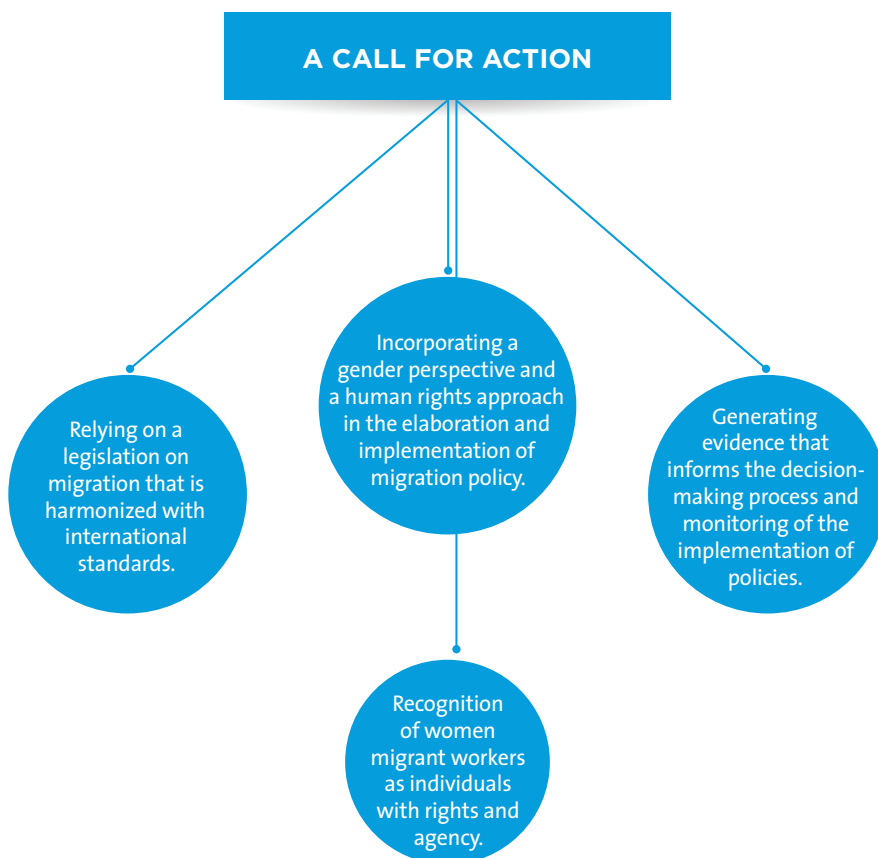 A CALL FOR ACTION
Relying on a
legislation on
migration that is
harmonized with
international
standards.
Incorporating a
gender perspective and
a human rights approach
in the elaboration and
implementation of
migration policy.
Generating
evidence that
informs the decision-
making process and
monitoring of the
implementation of
policies.
Recognition
of women
migrant workers
as individuals
with rights and
agency.